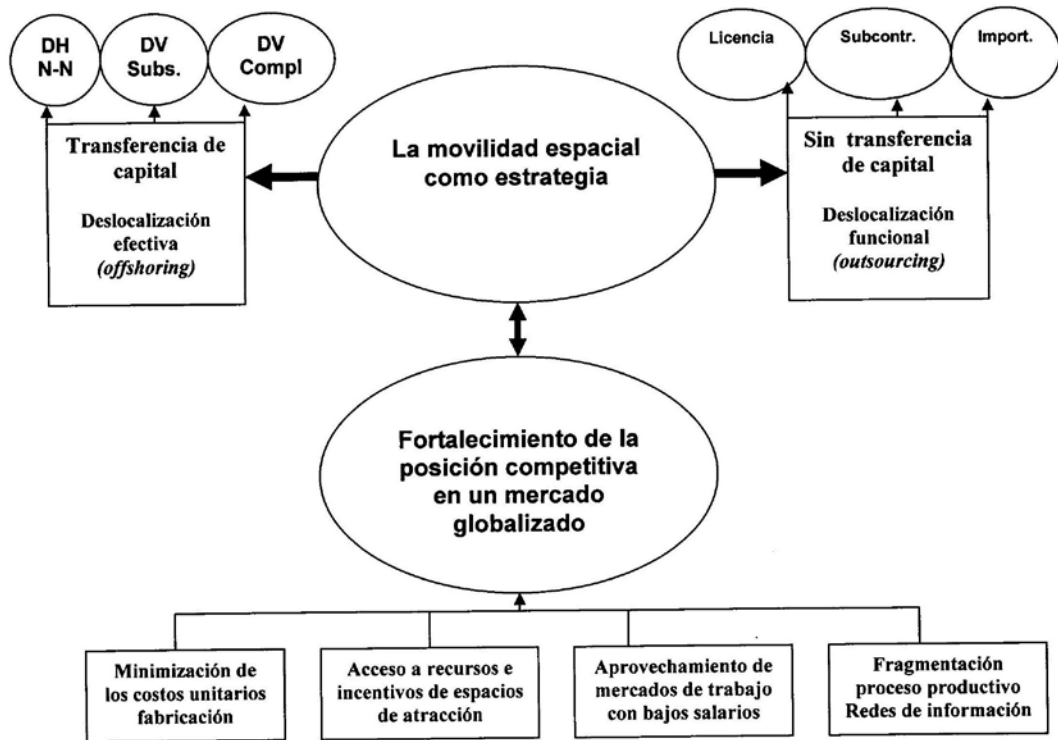 DH
N-N
DV
Subs.
DV
Compl
Licencia
Subcontr.
Import.
La movilidad espacial
como estrategia
Transferencia de
capital
Deslocalización
efectiva
(offshoring)
Sin transferencia
de capital
Deslocalización
funcional
(outsourcing)
Fortalecimiento de la
posición competitiva
en un mercado
globalizado
Minimización de
los costos unitarios
fabricación
Acceso a recursos e
incentivos de espacios
de atracción
Aprovechamiento de
mercados de trabajo
con bajos salarios
Fragmentación
proceso productivo
Redes de información